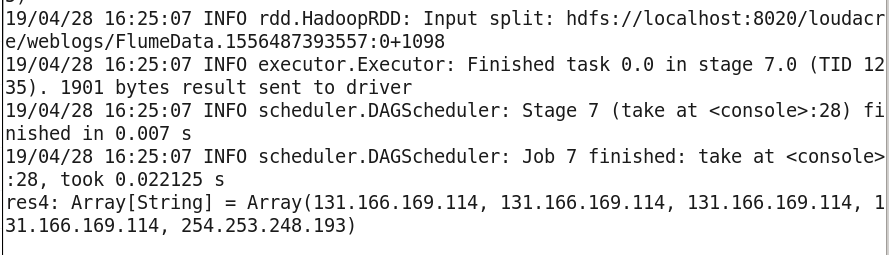 19/04/28 16:25:07 INFO rdd.HadoopRDD: Input split: hdfs://localhost:8020/loudacr
e/weblogs/FlumeData.1556487393557:0+1098
19/04/28 16:25:07 INFO executor.Executor: Finished task 0.0 in stage 7.0 (TID 12
35). 1901 bytes result sent to driver
19/04/28 16:25:07 INFO scheduler.DAGScheduler: Stage 7 (take at <console>:28) fi
nished in 0.007 s
19/04/28 16:25:07 INFO scheduler.DAGScheduler: Job 7 finished: take at <console>
:28, took 0.022125 s
res4: Array[String] = Array(131.166.169.114, 131.166.169.114, 131.166.169.114, 1
31.166.169.114, 254.253.248.193)